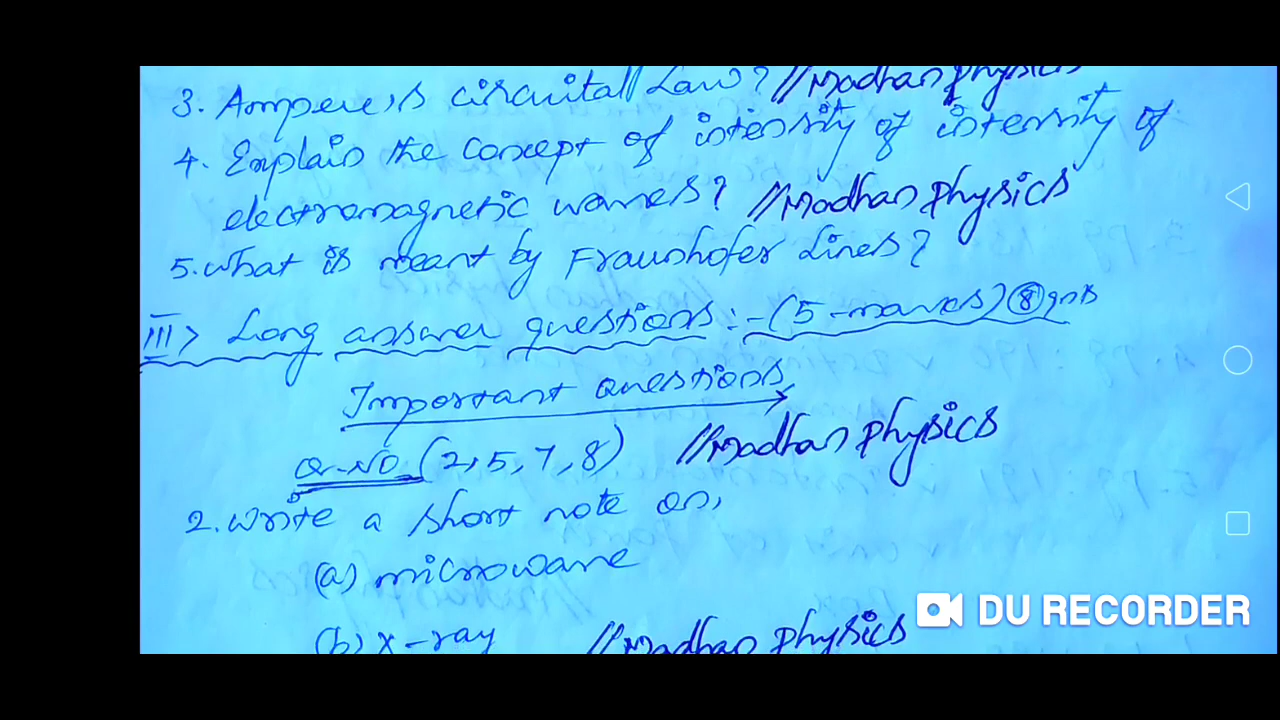 3. Ampere's circuital Law? //Madhan physics
4. Explain the concept of intensity of intensity of
electromagnetic waves? //Madhan physics
5. What is meant by Fraunhofer Lines?
III> Long answer questions:- (5-marks) 8 qns
Important Questions
Q-NO (2,5,7,8) //Madhan physics
2. Write a short note on,
(a) microwave
(b) x-ray //Madhan physics
DU RECORDER